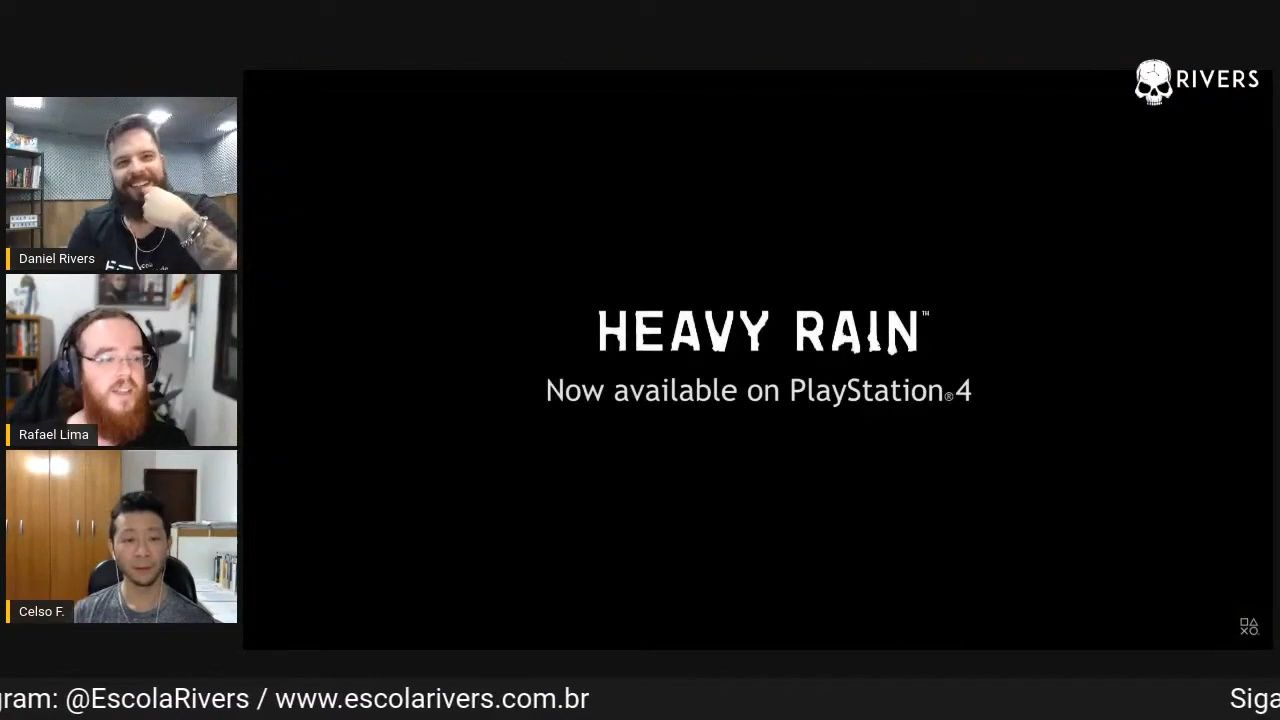 RIVERS
Daniel Rivers
Rafael Lima
Celso F.
HEAVY RAIN™
Now available on PlayStation®4
gram: @EscolaRivers / www.escolarivers.com.br
Siga